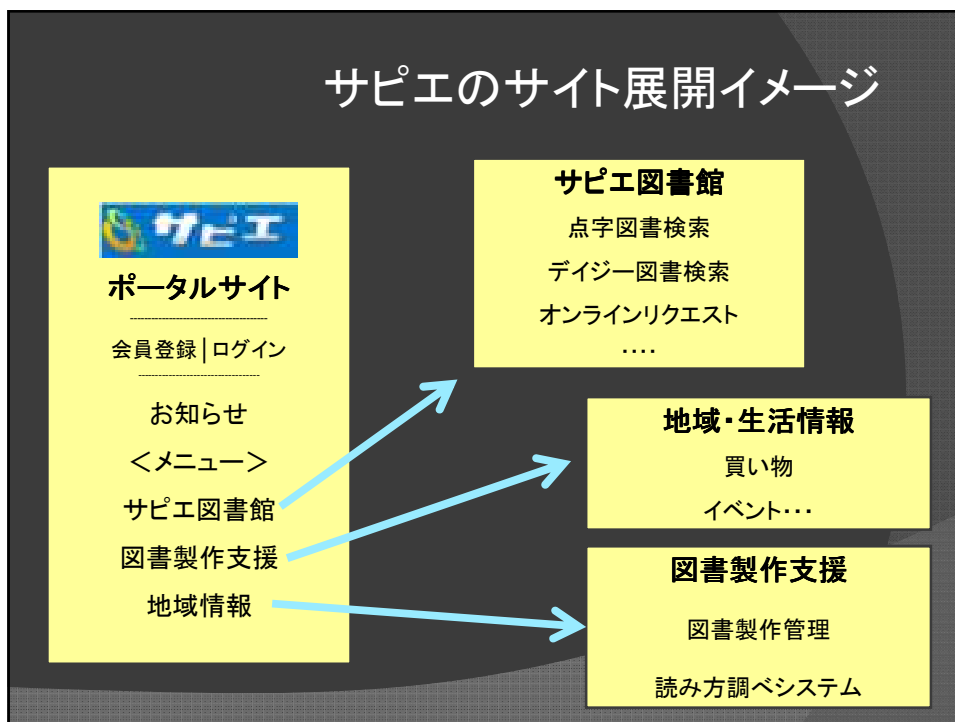 サピエのサイト展開イメージ
サピエ
ポータルサイト
--------------------------------------
会員登録|ログイン
----------------------------------
お知らせ
<メニュー>
サピエ図書館
図書製作支援
地域情報
サピエ図書館
点字図書検索
デイジー図書検索
オンラインリクエスト
････
地域・生活情報
買い物
イベント･･･
図書製作支援
図書製作管理
読み方調べシステム